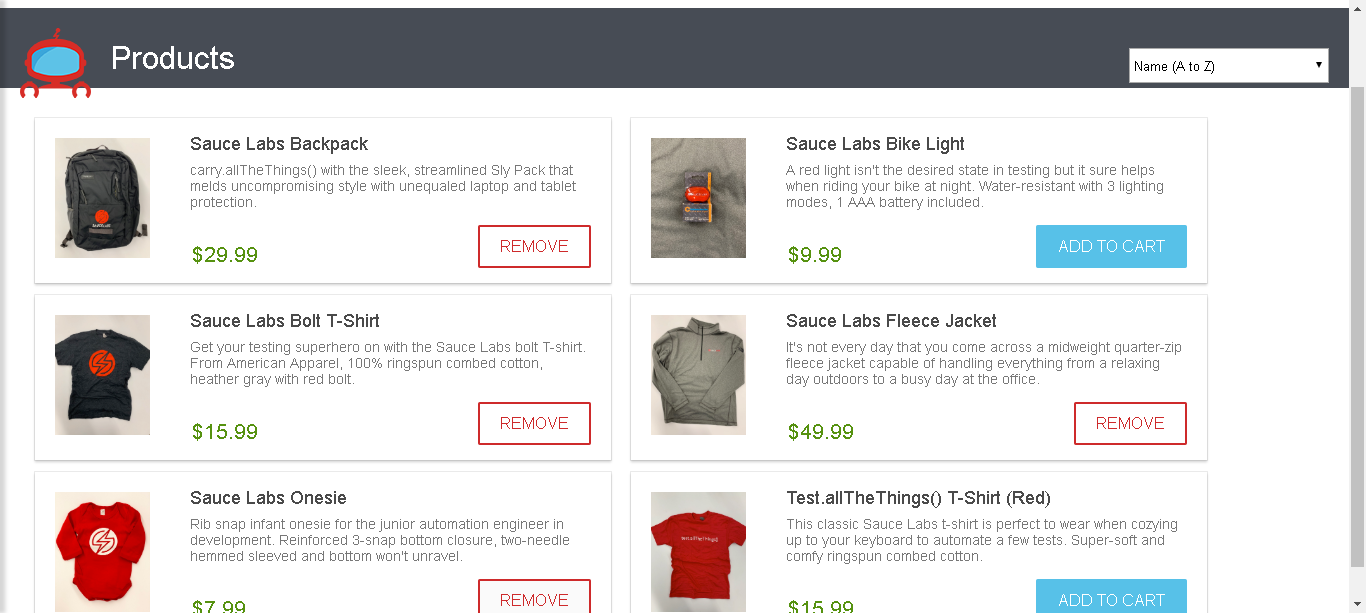 Products
Name (A to Z)
Sauce Labs Backpack
carry.allTheThings() with the sleek, streamlined Sly Pack that
melds uncompromising style with unequaled laptop and tablet
protection.
$29.99
REMOVE
Sauce Labs Bike Light
A red light isn't the desired state in testing but it sure helps
when riding your bike at night. Water-resistant with 3 lighting
modes, 1 AAA battery included.
$9.99
ADD TO CART
Sauce Labs Bolt T-Shirt
Get your testing superhero on with the Sauce Labs bolt T-shirt.
From American Apparel, 100% ringspun combed cotton,
heather gray with red bolt.
$15.99
REMOVE
Sauce Labs Fleece Jacket
It's not every day that you come across a midweight quarter-zip
fleece jacket capable of handling everything from a relaxing
day outdoors to a busy day at the office.
$49.99
REMOVE
Sauce Labs Onesie
Rib snap infant onesie for the junior automation engineer in
development. Reinforced 3-snap bottom closure, two-needle
hemmed sleeved and bottom won't unravel.
$7.99
REMOVE
Test.allTheThings() T-Shirt (Red)
This classic Sauce Labs t-shirt is perfect to wear when cozying
up to your keyboard to automate a few tests. Super-soft and
comfy ringspun combed cotton.
$15.99
ADD TO CART